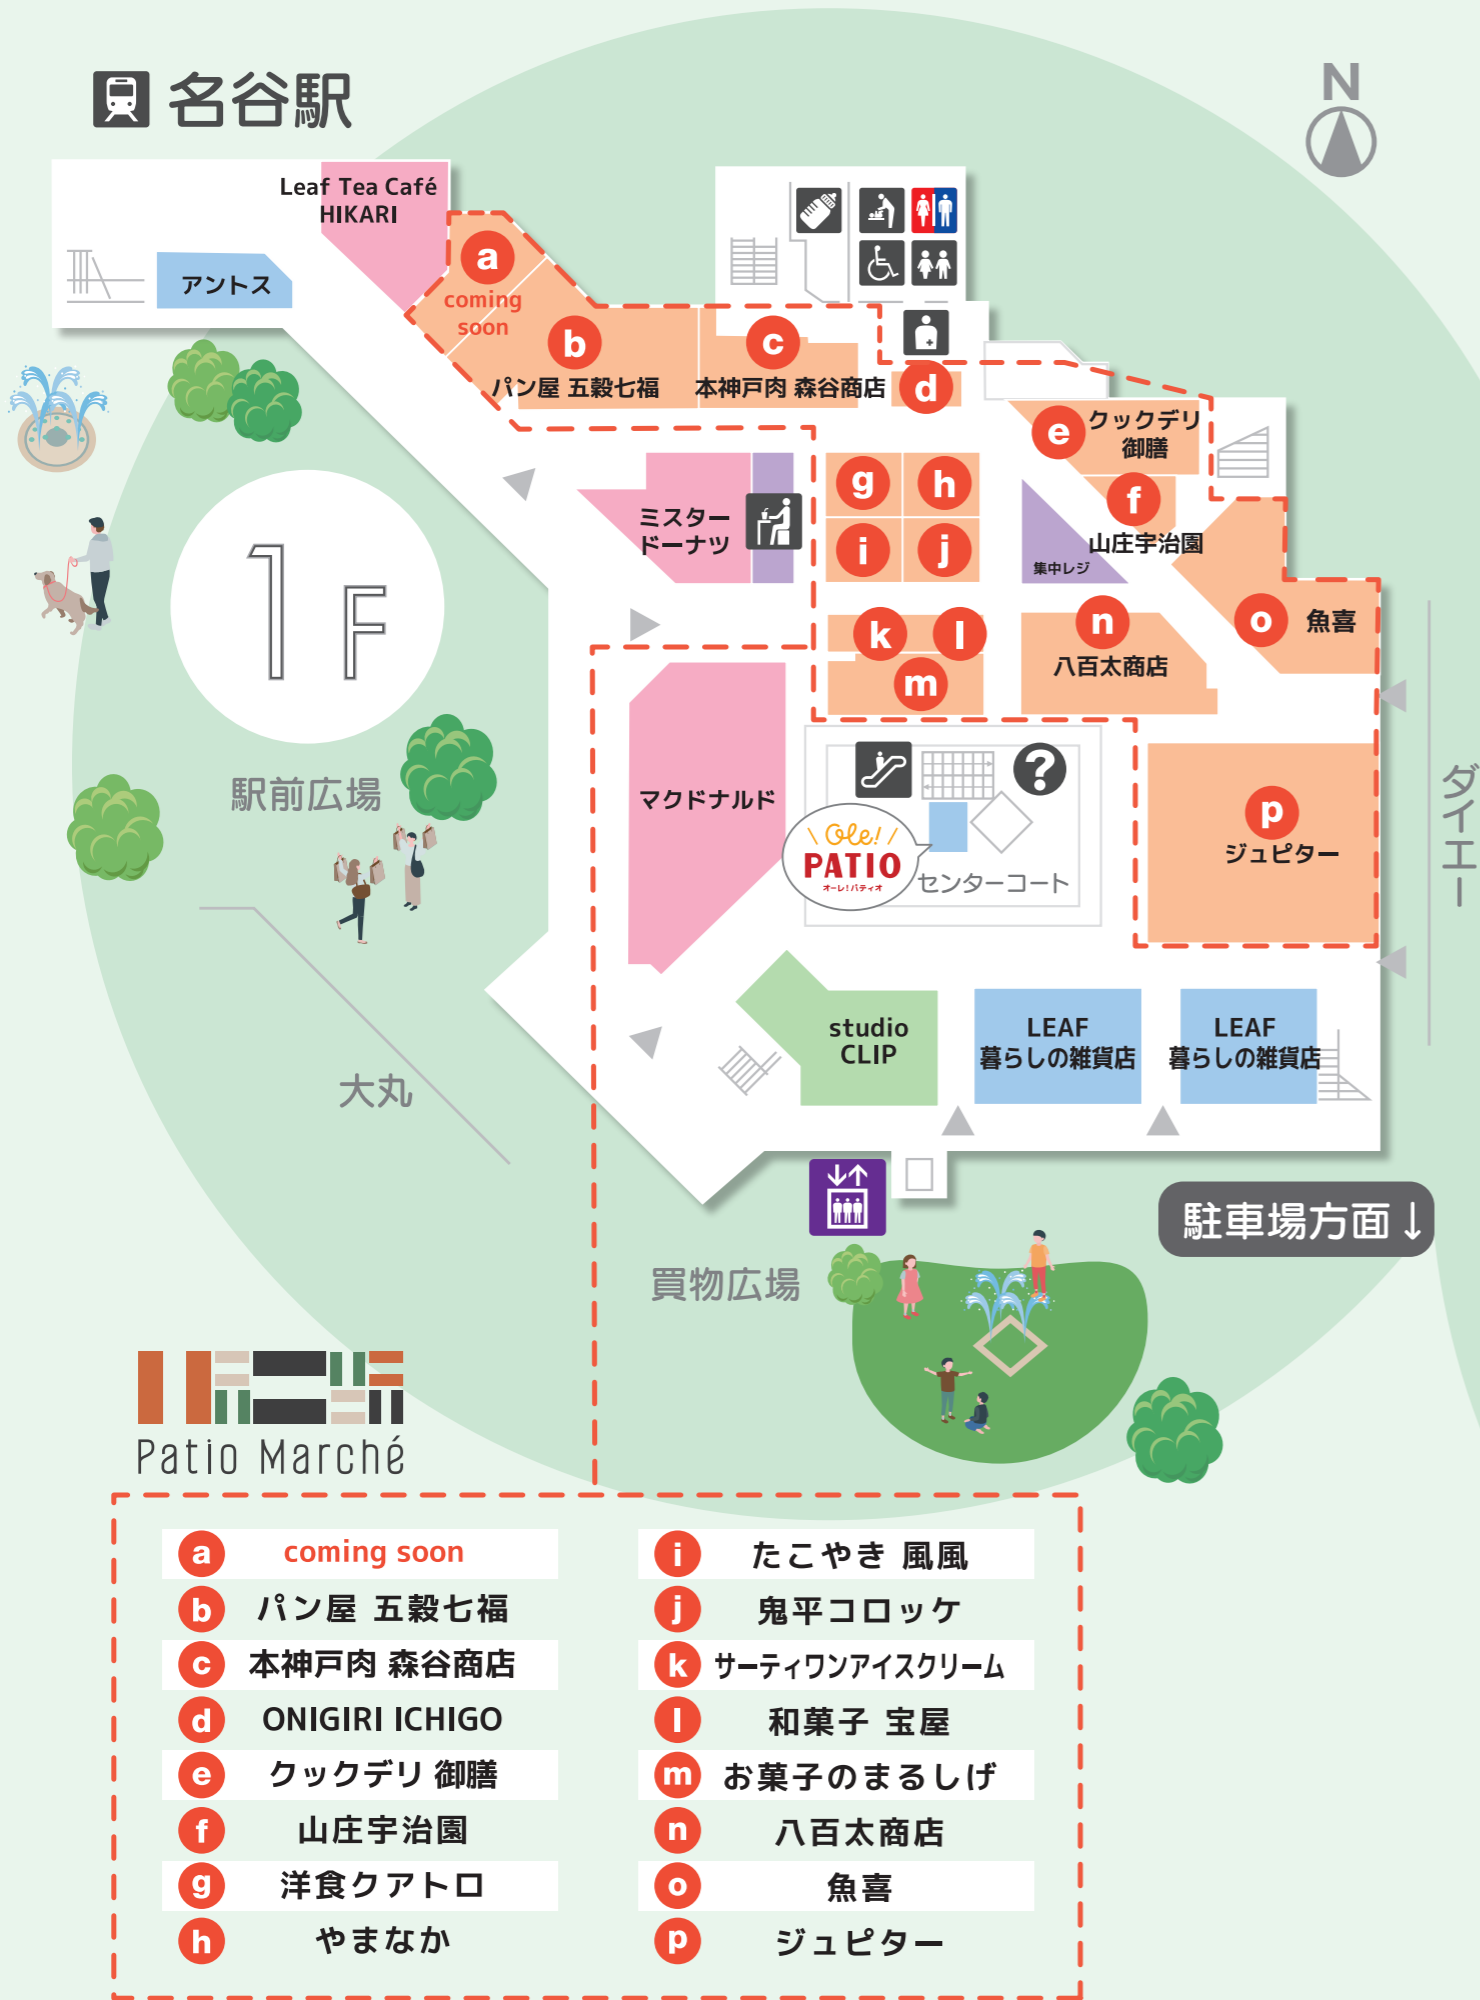 名谷駅
N
Leaf Tea Café
HIKARI
アントス
a
coming
soon
b
パン屋 五穀七福
c
本神戸肉 森谷商店
d
e
クックデリ
御膳
f
山庄宇治園
g
h
i
j
ミスター
ドーナツ
集中レジ
k
l
m
n
八百太商店
o
魚喜
1F
駅前広場
マクドナルド
?
Ole!
PATIO
オーレ!パティオ
センターコート
p
ジュピター
ダイエー
studio
CLIP
LEAF
暮らしの雑貨店
LEAF
暮らしの雑貨店
大丸
駐車場方面↓
買物広場
Patio Marché
a coming soon
b パン屋 五穀七福
c 本神戸肉 森谷商店
d ONIGIRI ICHIGO
e クックデリ 御膳
f 山庄宇治園
g 洋食クアトロ
h やまなか
i たこやき 風風
j 鬼平コロッケ
k サーティワンアイスクリーム
l 和菓子 宝屋
m お菓子のまるしげ
n 八百太商店
o 魚喜
p ジュピター